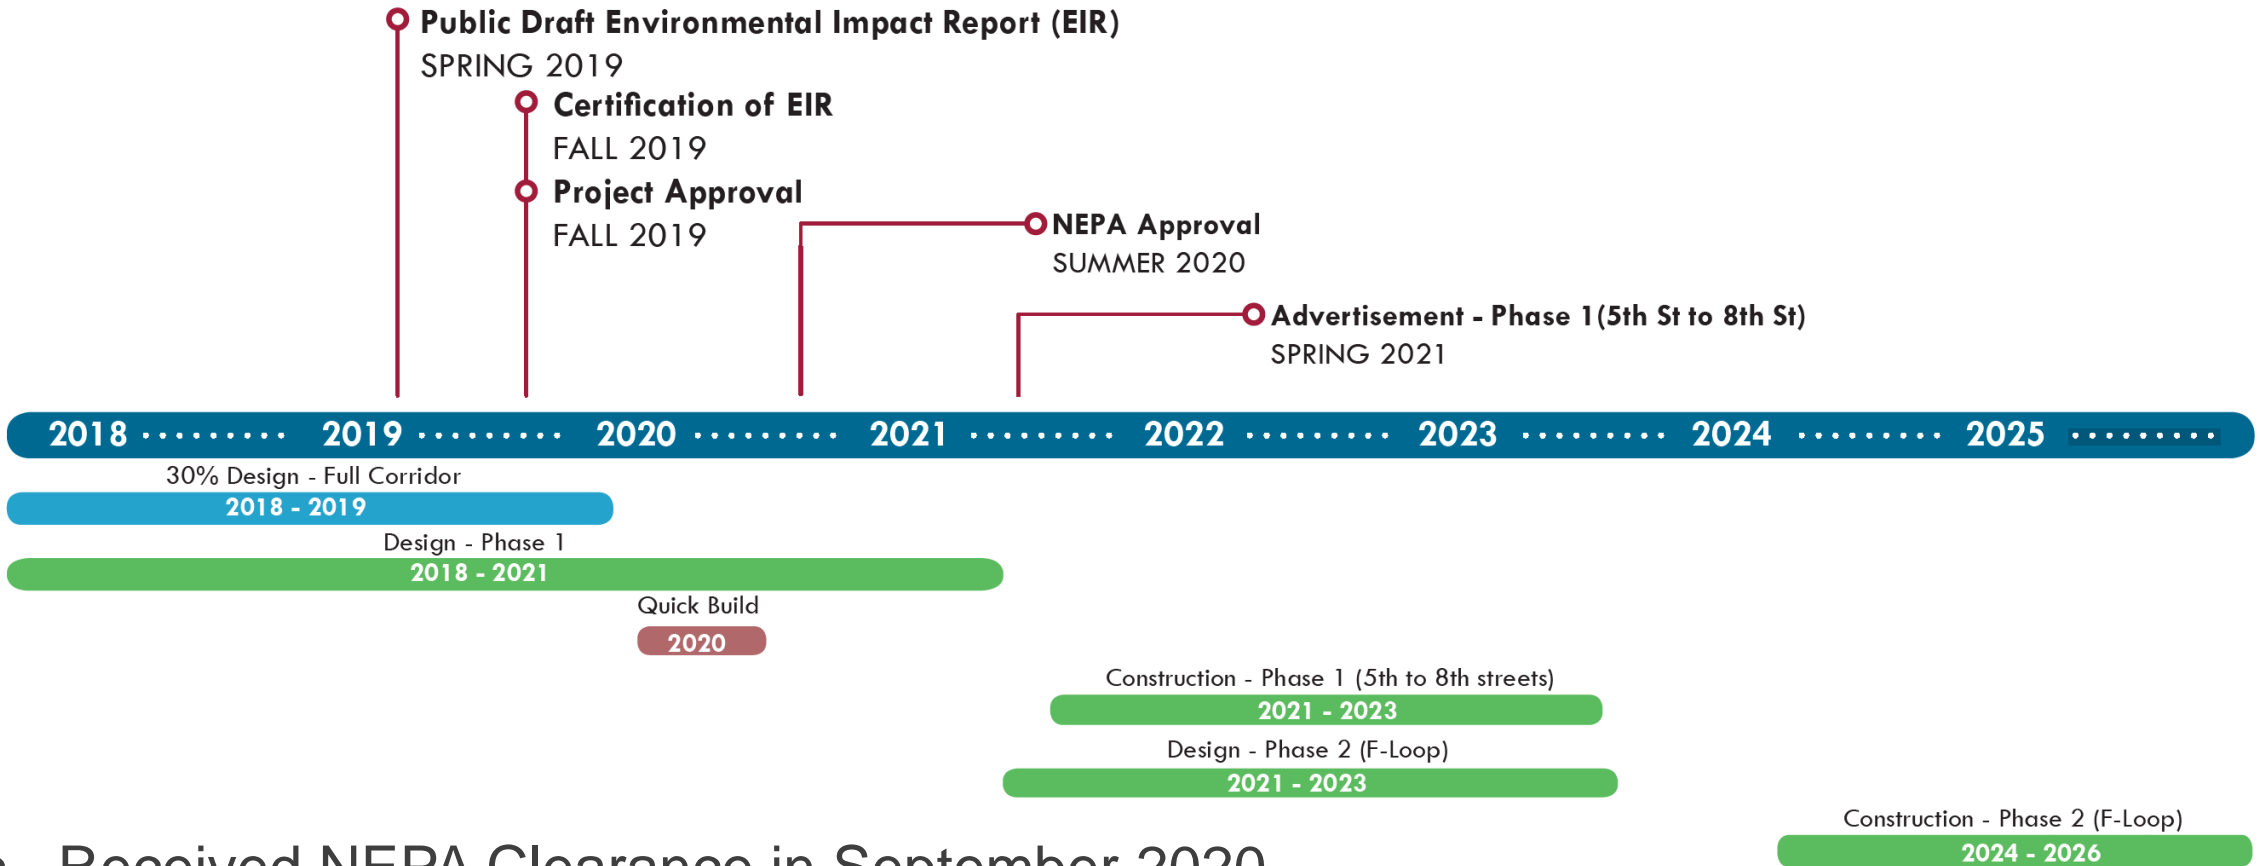 Public Draft Environmental Impact Report (EIR)
SPRING 2019
Certification of EIR
FALL 2019
Project Approval
FALL 2019
NEPA Approval
SUMMER 2020
Advertisement - Phase 1(5th St to 8th St)
SPRING 2021
2018 ......... 2019 ......... 2020 ......... 2021 ......... 2022 ......... 2023 ......... 2024 ......... 2025 .........
30% Design - Full Corridor
2018 - 2019
Design - Phase 1
2018 - 2021
Quick Build
2020
Construction - Phase 1 (5th to 8th streets)
2021 - 2023
Design - Phase 2 (F-Loop)
2021 - 2023
Construction - Phase 2 (F-Loop)
2024 - 2026
Received NEPA Clearance in September 2020